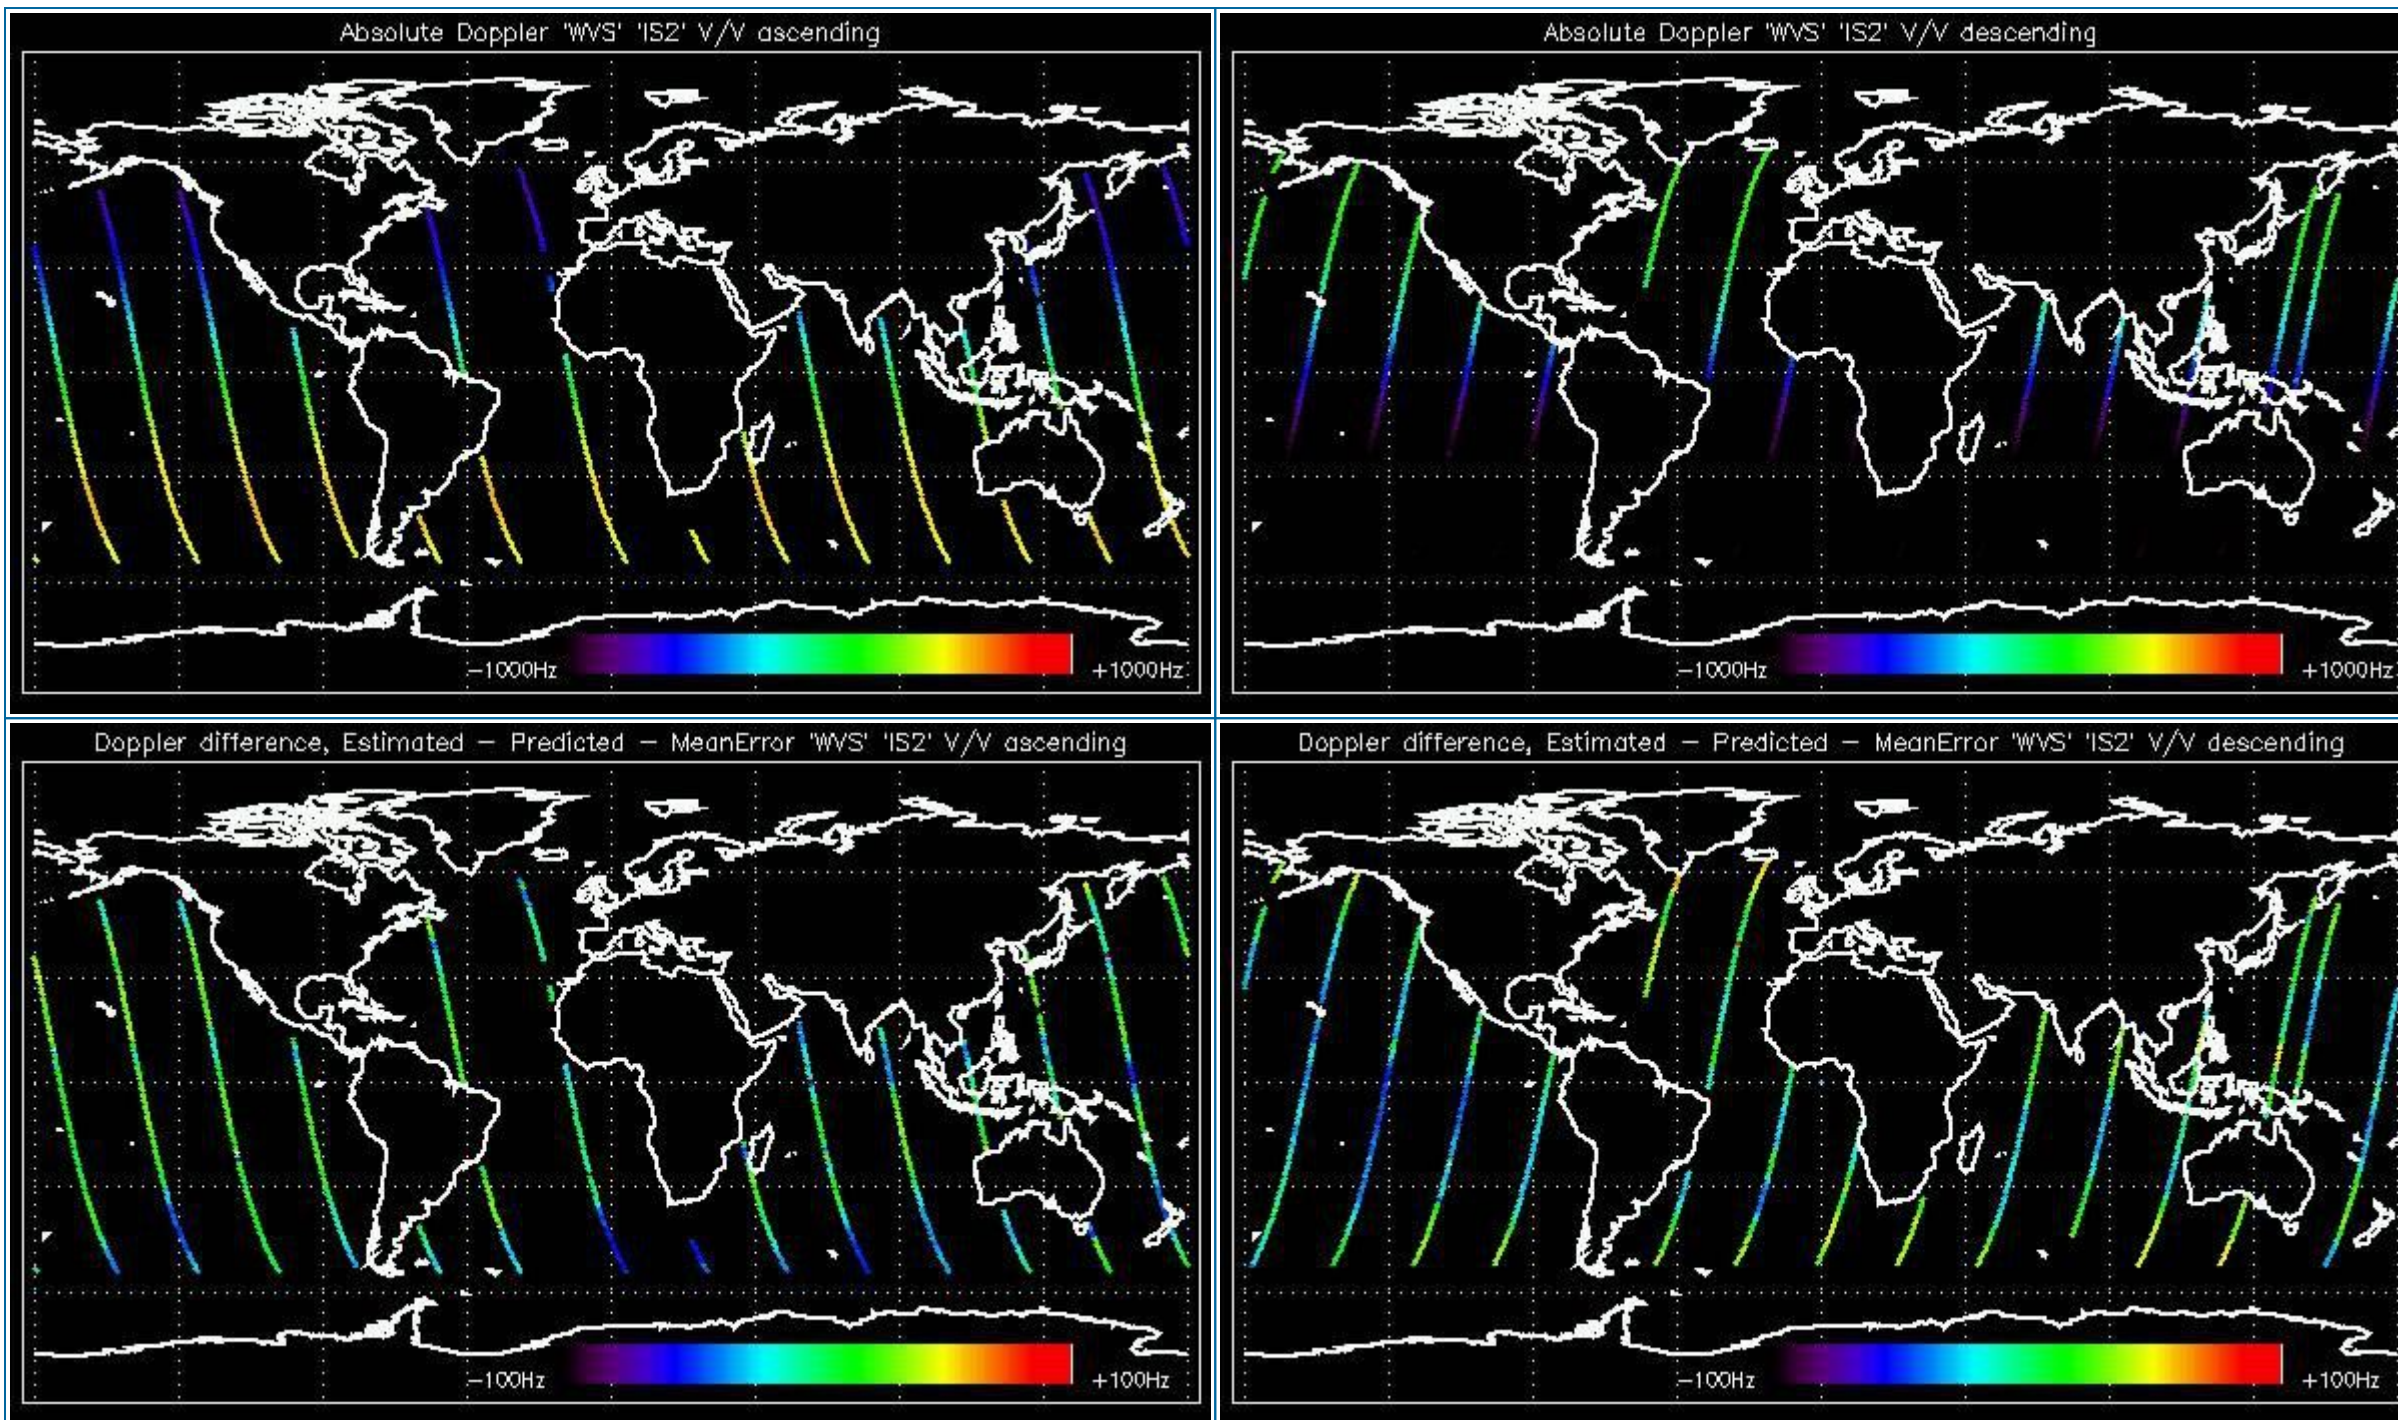 Absolute Doppler 'WVS' 'IS2' V/V ascending
−1000Hz
+1000Hz
Absolute Doppler 'WVS' 'IS2' V/V descending
−1000Hz
+1000Hz
Doppler difference, Estimated − Predicted − MeanError 'WVS' 'IS2' V/V ascending
−100Hz
+100Hz
Doppler difference, Estimated − Predicted − MeanError 'WVS' 'IS2' V/V descending
−100Hz
+100Hz